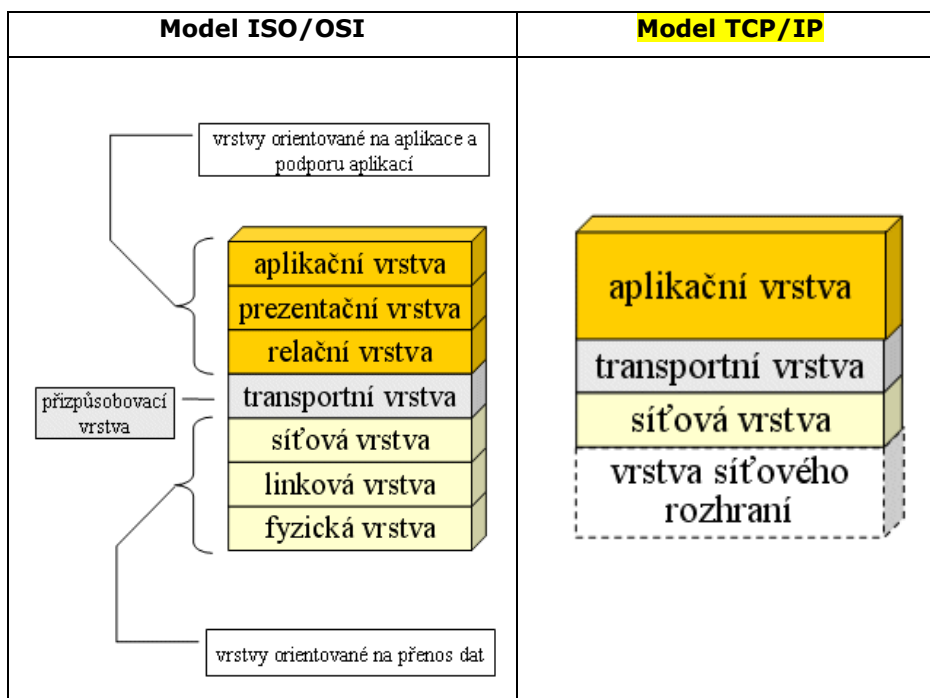 Model ISO/OSI
Model TCP/IP
vrstvy orientované na aplikace a
podporu aplikací
aplikační vrstva
prezentační vrstva
relační vrstva
transportní vrstva
síťová vrstva
linková vrstva
fyzická vrstva
přizpůsobovací
vrstva
vrstvy orientované na přenos dat
aplikační vrstva
transportní vrstva
síťová vrstva
vrstva síťového
rozhraní